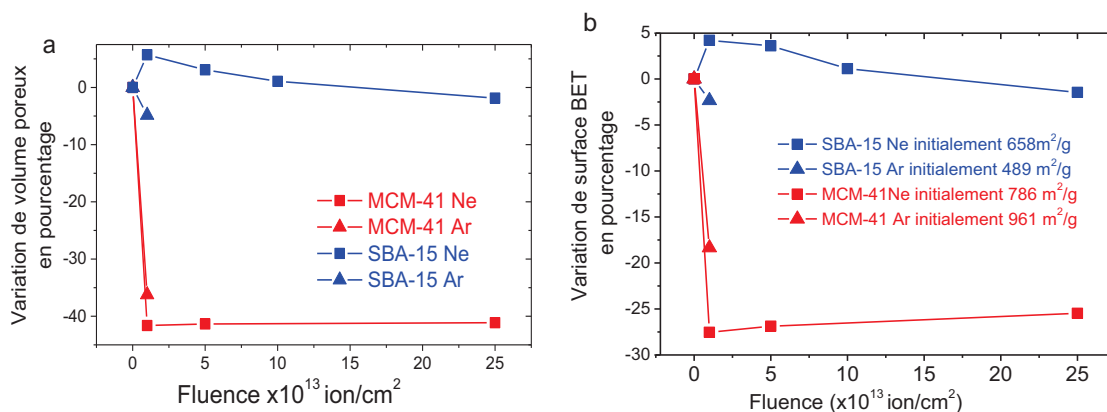 a
Variation de volume poreux
en pourcentage
0
-10
-20
-30
-40
MCM-41 Ne
MCM-41 Ar
SBA-15 Ne
SBA-15 Ar
0 5 10 15 20 25
Fluence x10¹³ ion/cm²
b
Variation de surface BET
en pourcentage
5
0
-5
-10
-15
-20
-25
-30
SBA-15 Ne initialement 658m²/g
SBA-15 Ar initialement 489 m²/g
MCM-41Ne initialement 786 m²/g
MCM-41 Ar initialement 961 m²/g
0 5 10 15 20 25
Fluence (x10¹³ ion/cm²)